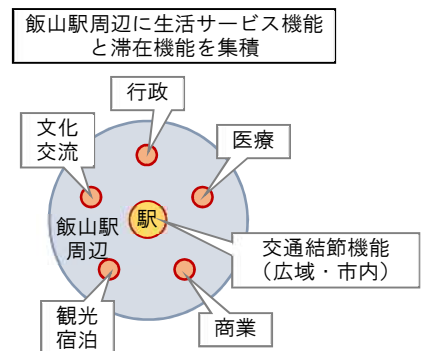 飯山駅周辺に生活サービス機能
と滞在機能を集積
行政
文化
交流
医療
駅
飯山駅
周辺
交通結節機能
（広域・市内）
観光
宿泊
商業